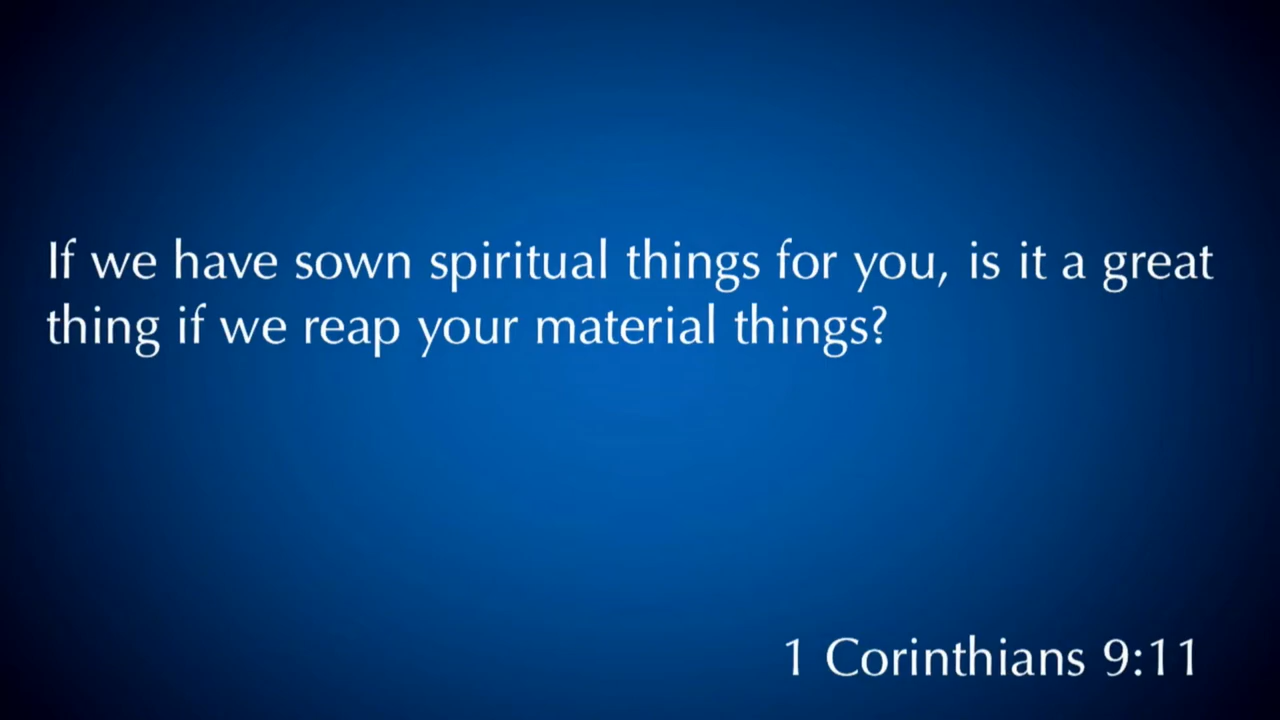 If we have sown spiritual things for you, is it a great
thing if we reap your material things?
1 Corinthians 9:11